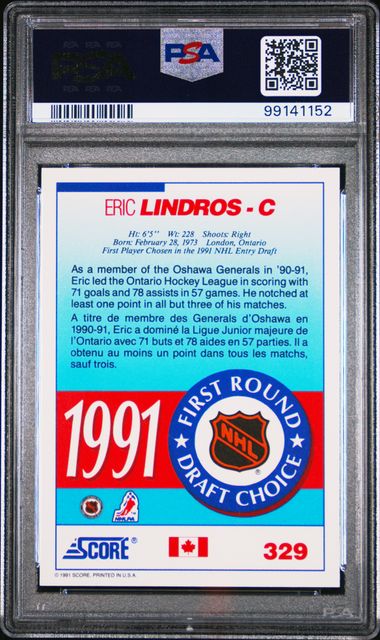 PSA
99141152
ERIC LINDROS - C
Ht: 6'5" Wt: 228 Shoots: Right
Born: February 28, 1973 London, Ontario
First Player Chosen in the 1991 NHL Entry Draft
As a member of the Oshawa Generals in '90-91,
Eric led the Ontario Hockey League in scoring with
71 goals and 78 assists in 57 games. He notched at
least one point in all but three of his matches.
A titre de membre des Generals d'Oshawa en
1990-91, Eric a dominé la Ligue Junior majeure de
l'Ontario avec 71 buts et 78 aides en 57 parties. Il a
obtenu au moins un point dans tous les matchs,
sauf trois.
1991
FIRST ROUND
NHL
®
DRAFT CHOICE
NHLPA
SCORE®
329
© 1991 SCORE, PRINTED IN U.S.A.
PSA